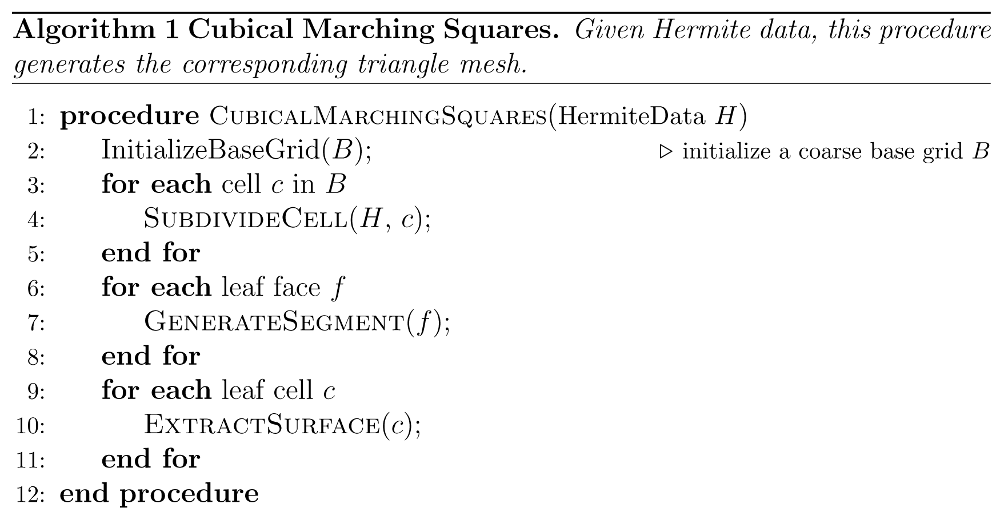 Algorithm 1 Cubical Marching Squares. Given Hermite data, this procedure
generates the corresponding triangle mesh.
1: procedure CubicalMarchingSquares(HermiteData H)
2: InitializeBaseGrid(B); ▷ initialize a coarse base grid B
3: for each cell c in B
4: SubdivideCell(H, c);
5: end for
6: for each leaf face f
7: GenerateSegment(f);
8: end for
9: for each leaf cell c
10: ExtractSurface(c);
11: end for
12: end procedure